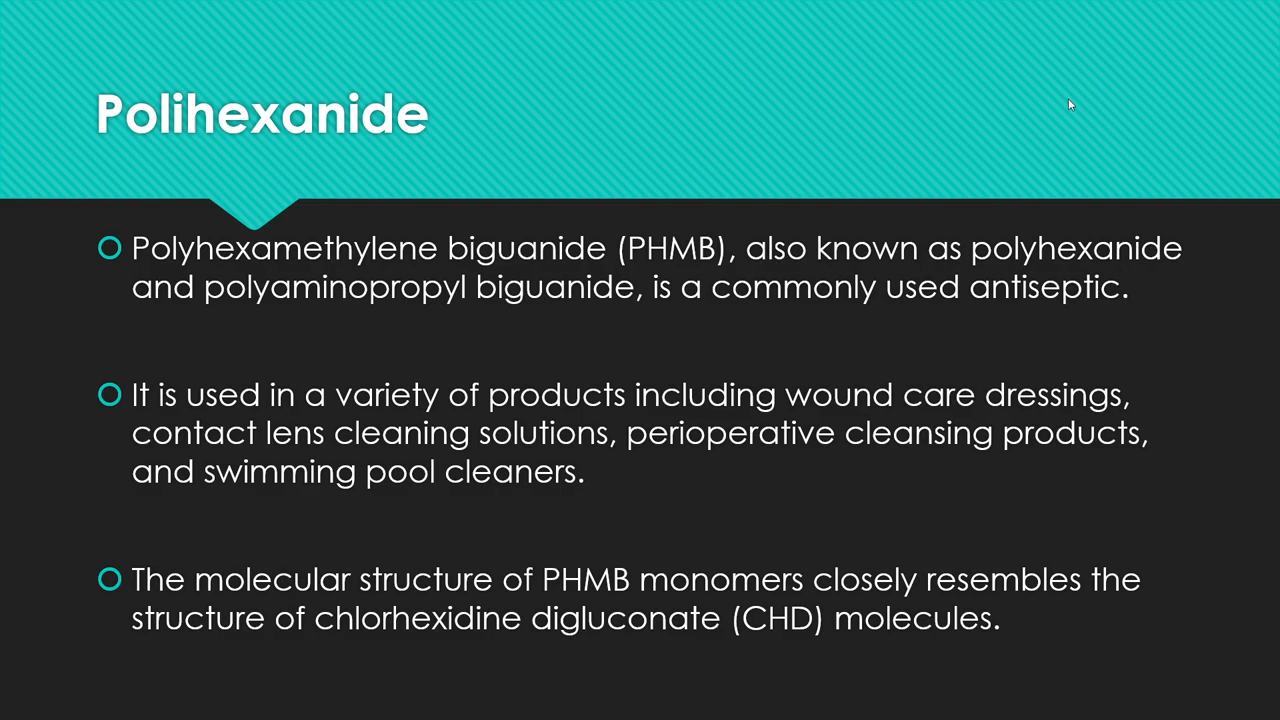 Polihexanide
Polyhexamethylene biguanide (PHMB), also known as polyhexanide
and polyaminopropyl biguanide, is a commonly used antiseptic.
It is used in a variety of products including wound care dressings,
contact lens cleaning solutions, perioperative cleansing products,
and swimming pool cleaners.
The molecular structure of PHMB monomers closely resembles the
structure of chlorhexidine digluconate (CHD) molecules.